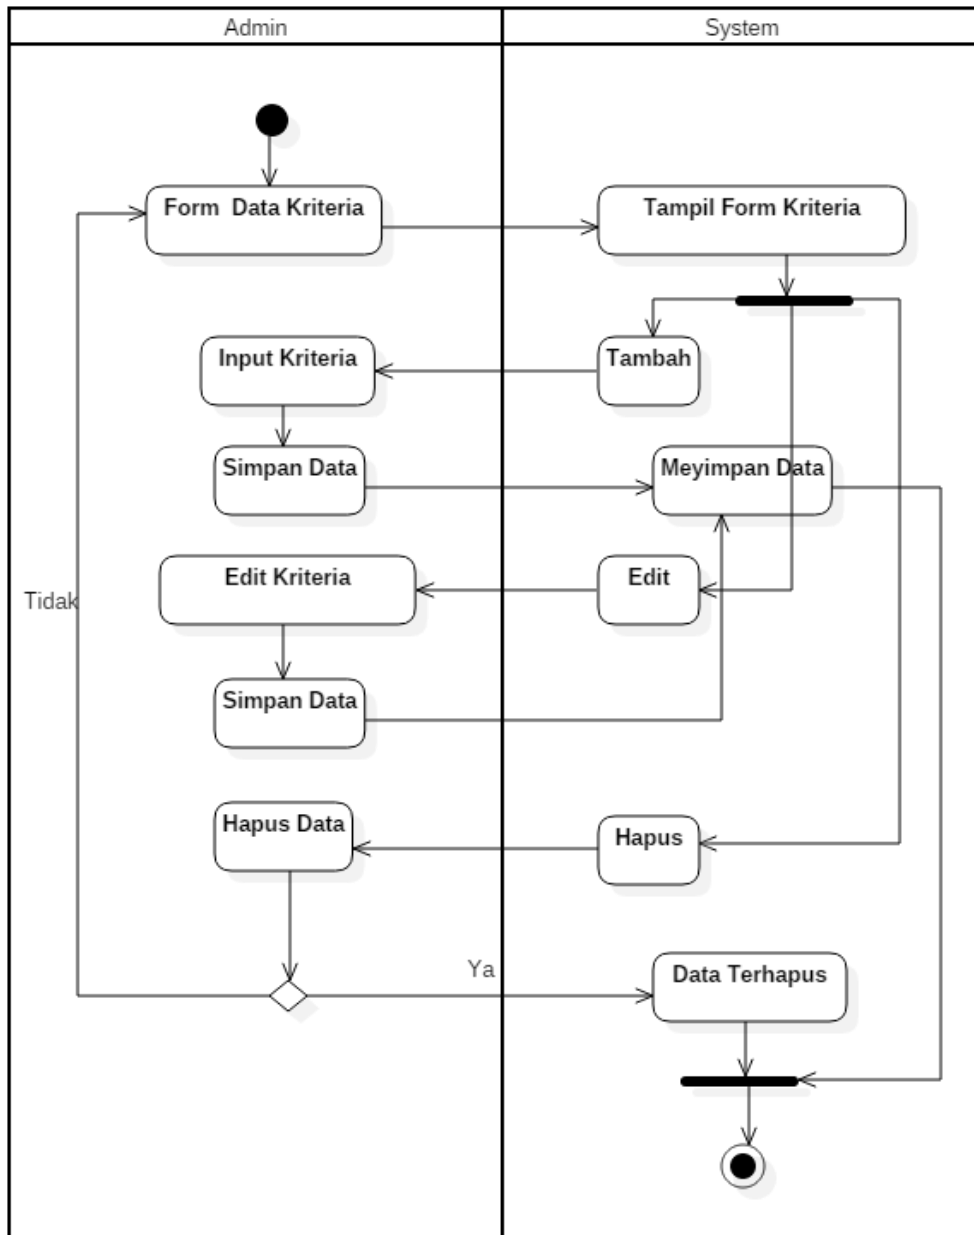 Admin
System
Form  Data Kriteria
Tampil Form Kriteria
Input Kriteria
Tambah
Simpan Data
Meyimpan Data
Edit Kriteria
Edit
Tidak
Simpan Data
Hapus Data
Hapus
Ya
Data Terhapus